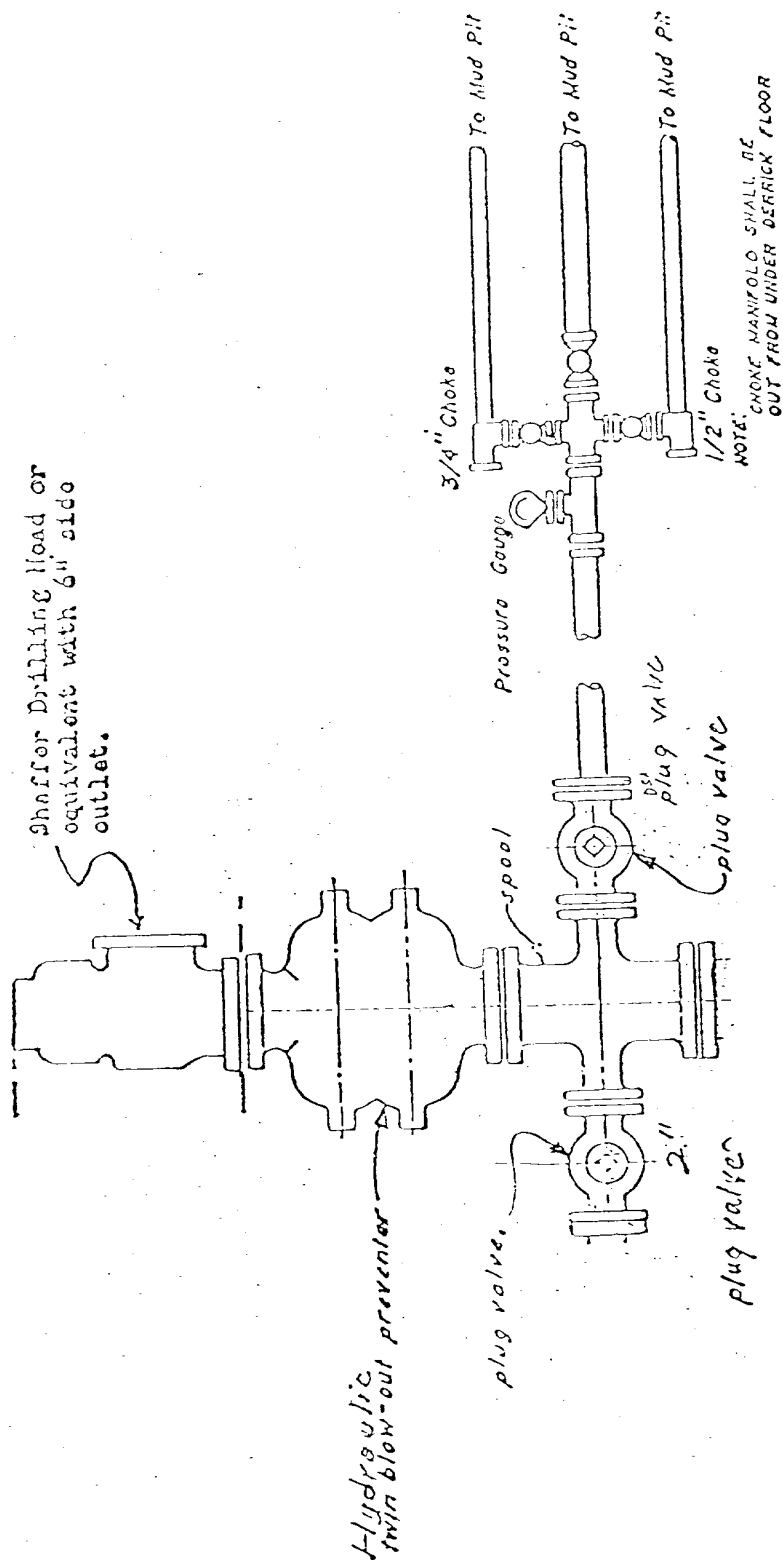 Shaffer Drilling Head or
equivalent with 6" side
outlet.
Hydraulic
twin blow-out preventer
plug valve.
spool
2"
plug valve
DSI
plug valve
plug valve
Pressure Gauge
3/4" Choke
1/2" Choke
To Mud Pit
To Mud Pit
To Mud Pit
NOTE:
CHOKE MANIFOLD SHALL BE
OUT FROM UNDER DERRICK FLOOR